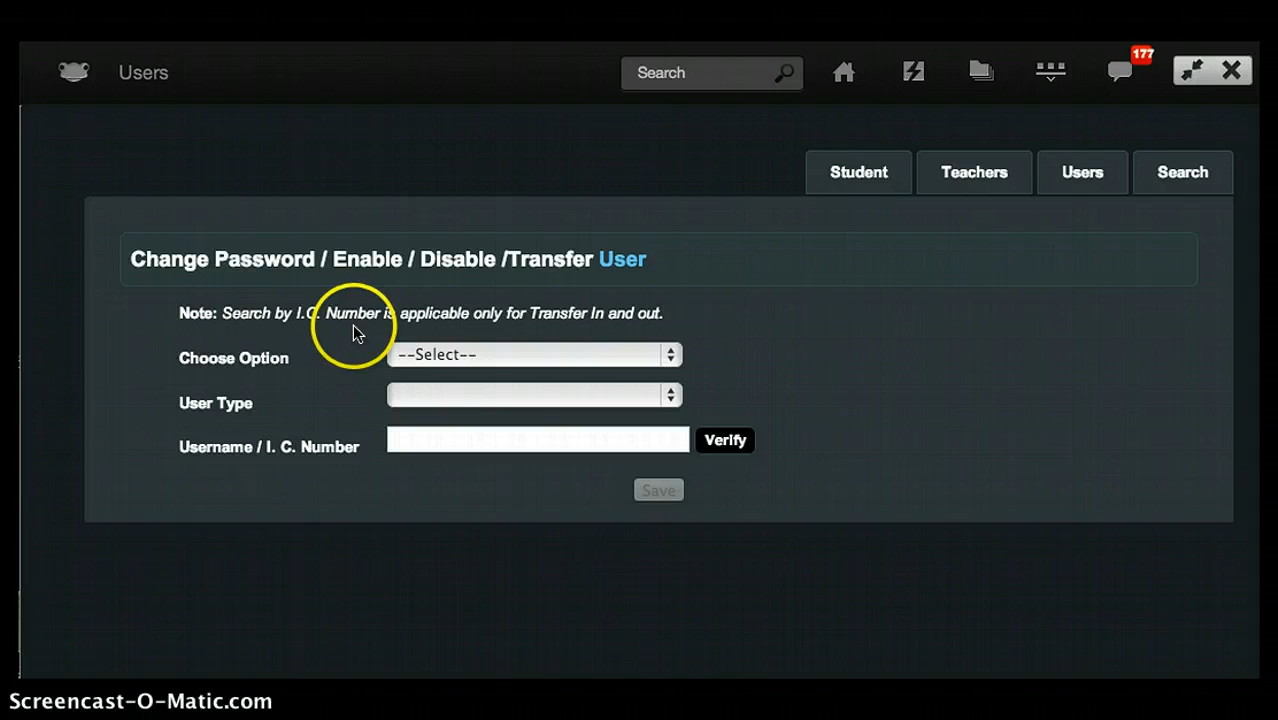 Users
Search
177
Student
Teachers
Users
Search
Change Password / Enable / Disable /Transfer User
Note: Search by I.C. Number is applicable only for Transfer In and out.
Choose Option
--Select--
User Type
Username / I. C. Number
Verify
Save
Screencast-O-Matic.com